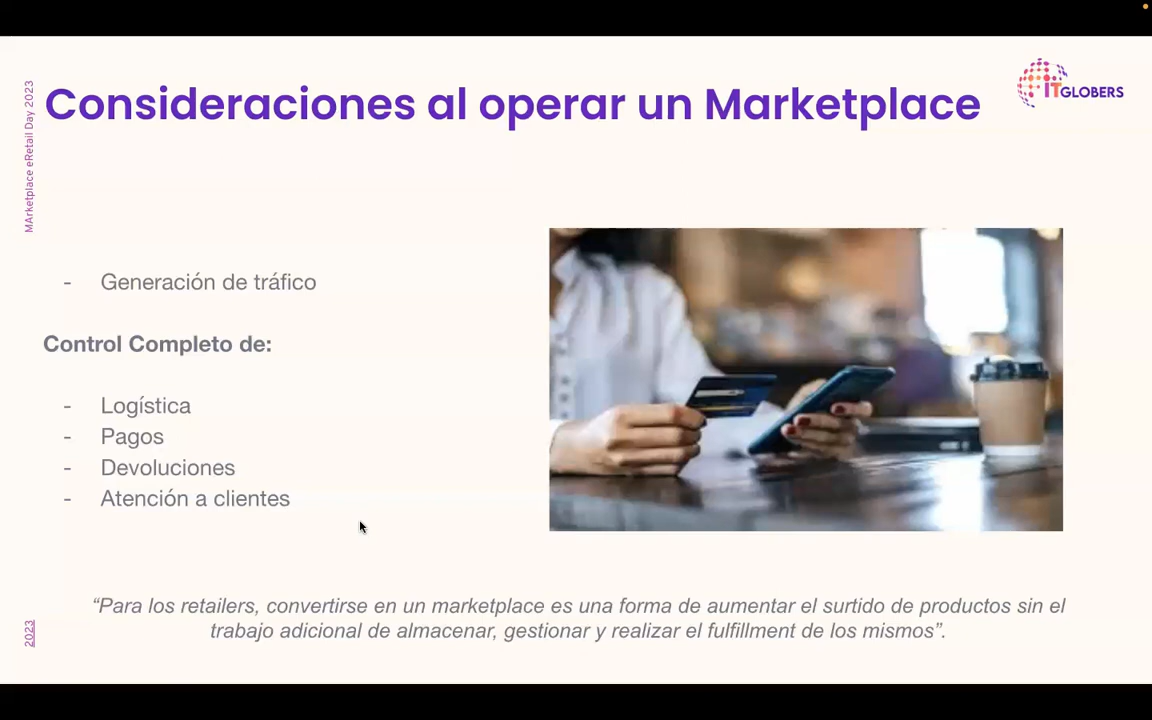 MArketplace eRetail Day 2023
Consideraciones al operar un Marketplace
ITGLOBERS
- Generación de tráfico
Control Completo de:
- Logística
- Pagos
- Devoluciones
- Atención a clientes
“Para los retailers, convertirse en un marketplace es una forma de aumentar el surtido de productos sin el
trabajo adicional de almacenar, gestionar y realizar el fulfillment de los mismos”.
2023